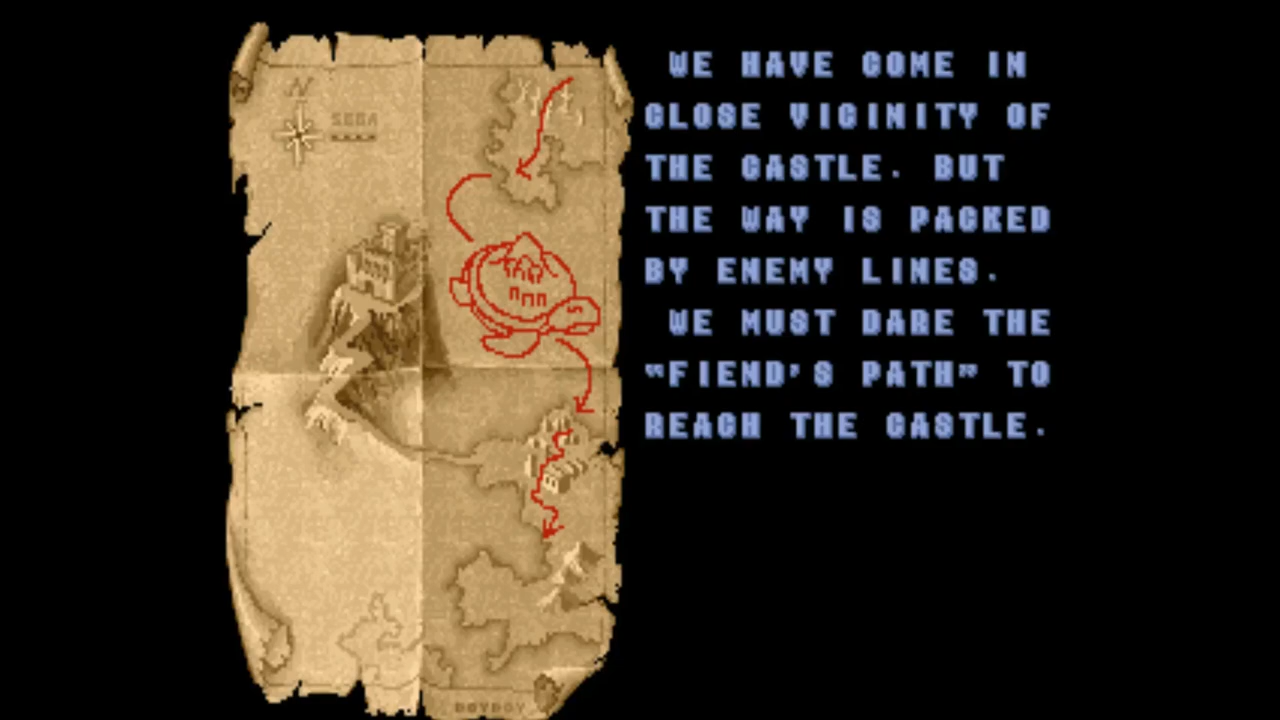 N
SEGA
WE HAVE COME IN
CLOSE VICINITY OF
THE CASTLE. BUT
THE WAY IS PACKED
BY ENEMY LINES.
WE MUST DARE THE
"FIEND'S PATH" TO
REACH THE CASTLE.